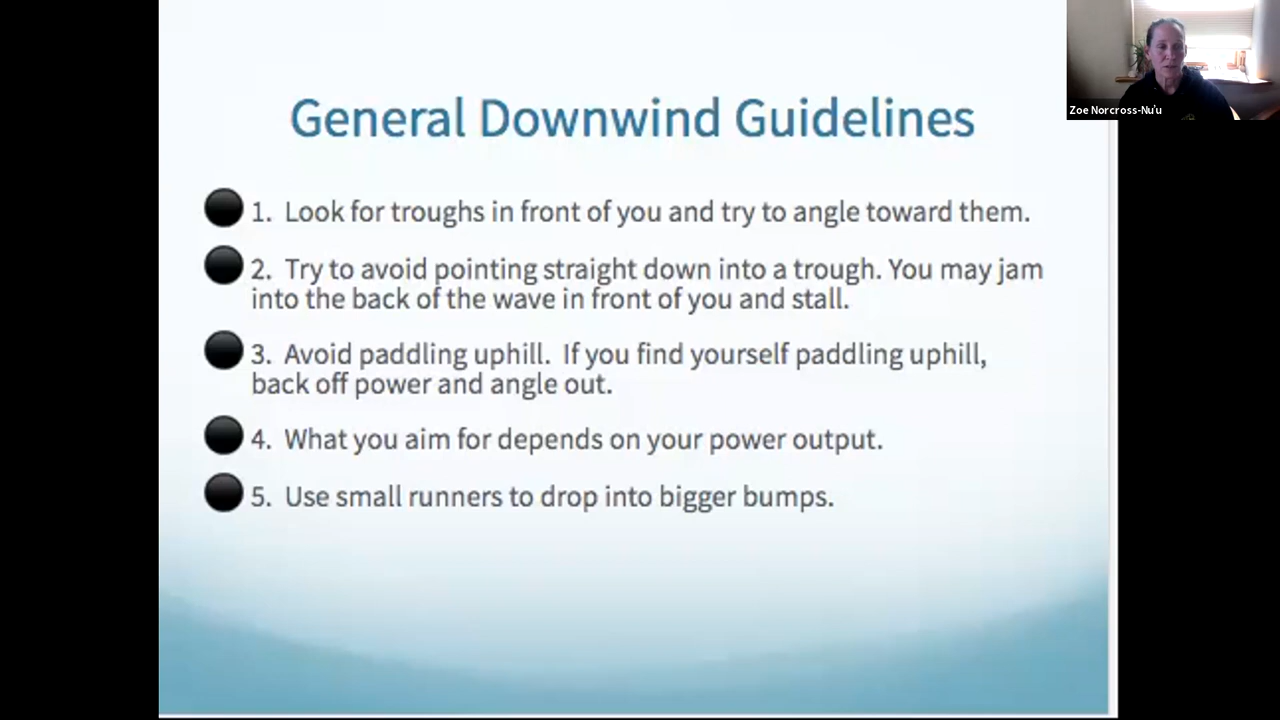 Zoe Norcross-Nu'u
General Downwind Guidelines
1. Look for troughs in front of you and try to angle toward them.
2. Try to avoid pointing straight down into a trough. You may jam
into the back of the wave in front of you and stall.
3. Avoid paddling uphill. If you find yourself paddling uphill,
back off power and angle out.
4. What you aim for depends on your power output.
5. Use small runners to drop into bigger bumps.